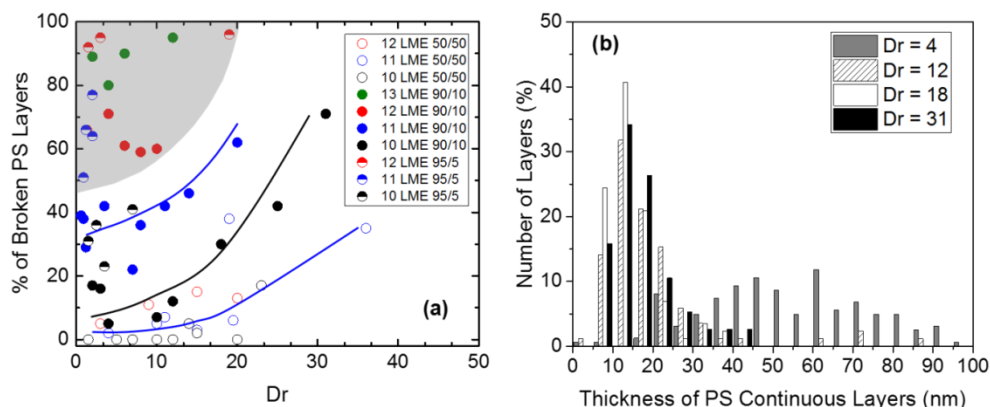 (a)
% of Broken PS Layers
100
80
60
40
20
0
0 10 20 30 40 50
Dr
12 LME 50/50
11 LME 50/50
10 LME 50/50
13 LME 90/10
12 LME 90/10
11 LME 90/10
10 LME 90/10
12 LME 95/5
11 LME 95/5
10 LME 95/5
(b)
Number of Layers (%)
50
40
30
20
10
0
0 10 20 30 40 50 60 70 80 90 100
Thickness of PS Continuous Layers (nm)
Dr = 4
Dr = 12
Dr = 18
Dr = 31